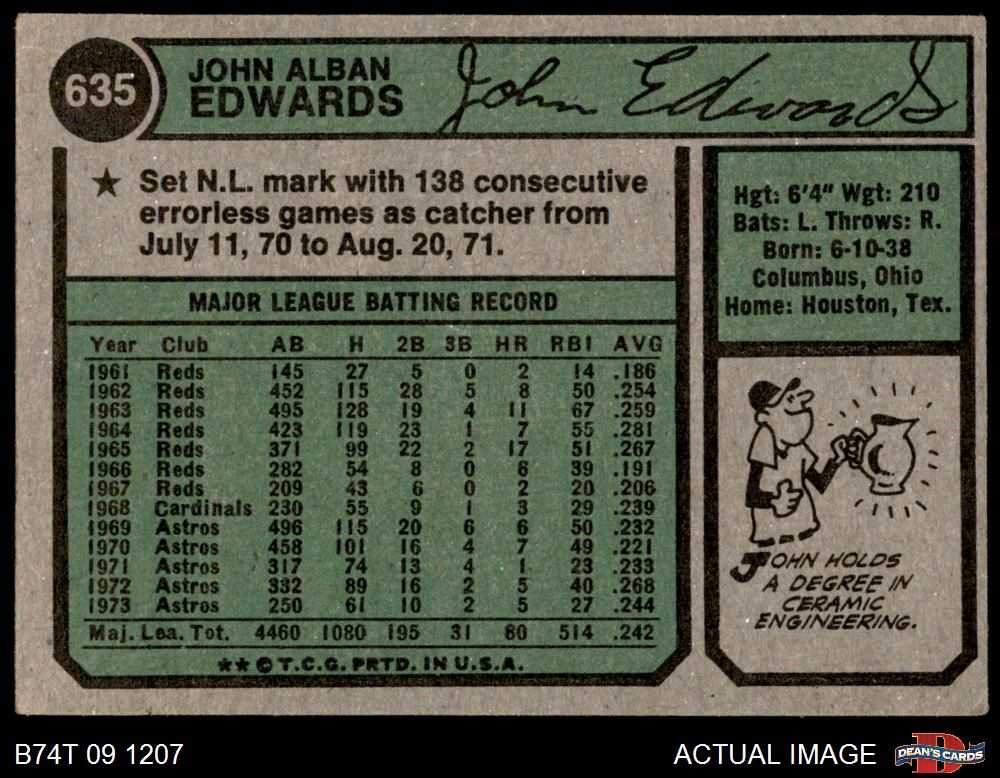 635
JOHN ALBAN
EDWARDS
John Edwards
★ Set N.L. mark with 138 consecutive
errorless games as catcher from
July 11, 70 to Aug. 20, 71.
Hgt: 6'4" Wgt: 210
Bats: L. Throws: R.
Born: 6-10-38
Columbus, Ohio
Home: Houston, Tex.
MAJOR LEAGUE BATTING RECORD
Year Club AB H 2B 3B HR RBI AVG
1961 Reds 145 27 5 0 2 14 .186
1962 Reds 452 115 28 5 8 50 .254
1963 Reds 495 128 19 4 11 67 .259
1964 Reds 423 119 23 1 7 55 .281
1965 Reds 371 99 22 2 17 51 .267
1966 Reds 282 54 8 0 6 39 .191
1967 Reds 209 43 6 0 2 20 .206
1968 Cardinals 230 55 9 1 3 29 .239
1969 Astros 496 115 20 6 6 50 .232
1970 Astros 458 101 16 4 7 49 .221
1971 Astros 317 74 13 4 1 23 .233
1972 Astros 332 89 16 2 5 40 .268
1973 Astros 250 61 10 2 5 27 .244
Maj. Lea. Tot. 4460 1080 195 31 80 514 .242
★★ © T.C.G. PRTD. IN U.S.A.
JOHN HOLDS
A DEGREE IN
CERAMIC
ENGINEERING.
B74T 09 1207
ACTUAL IMAGE
DEAN'S CARDS